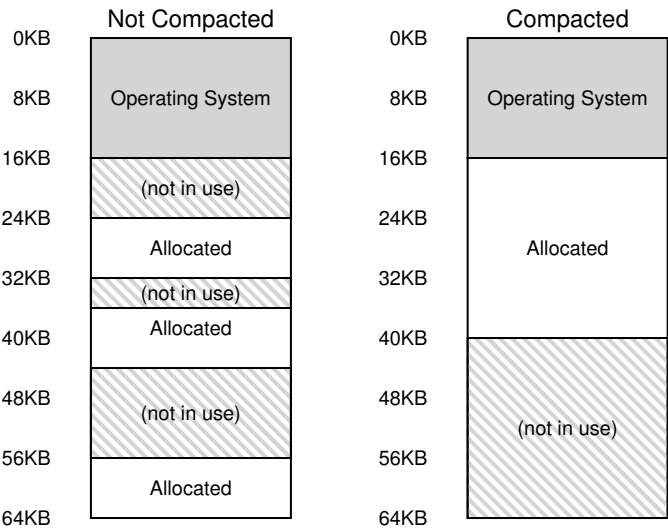 Not Compacted
0KB
8KB
Operating System
16KB
(not in use)
24KB
Allocated
32KB
(not in use)
Allocated
40KB
48KB
(not in use)
56KB
Allocated
64KB
Compacted
0KB
8KB
Operating System
16KB
24KB
Allocated
32KB
40KB
48KB
(not in use)
56KB
64KB